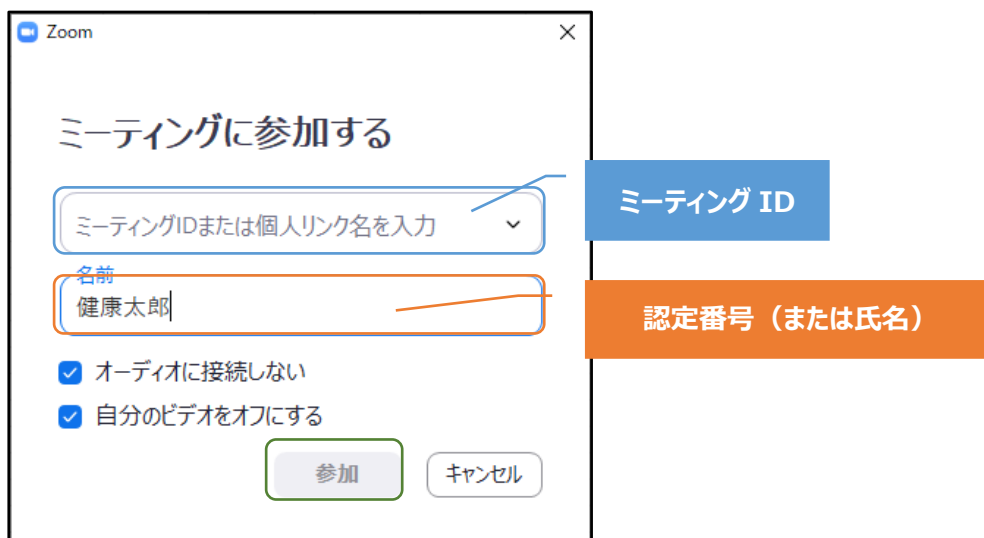 Zoom
ミーティングに参加する
ミーティングIDまたは個人リンク名を入力
ミーティング ID
名前
健康太郎
認定番号（または氏名）
オーディオに接続しない
自分のビデオをオフにする
参加
キャンセル